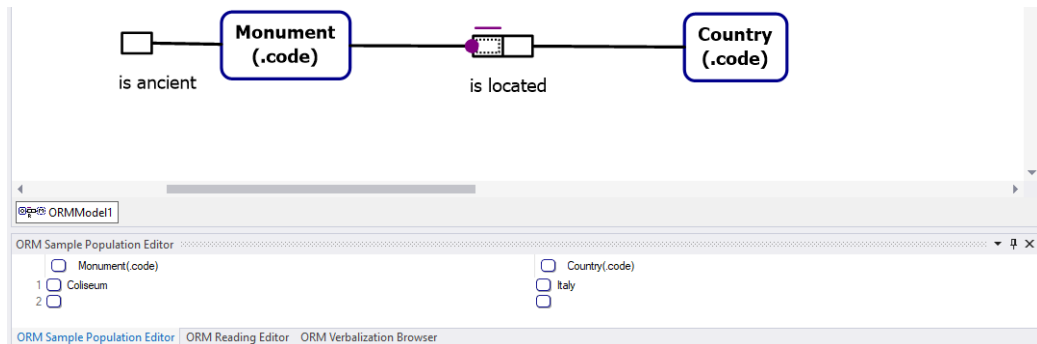 Monument
(.code)
Country
(.code)
is ancient
is located
ORMModel1
ORM Sample Population Editor
Monument(.code) Country(.code)
1 Coliseum Italy
2
ORM Sample Population Editor ORM Reading Editor ORM Verbalization Browser